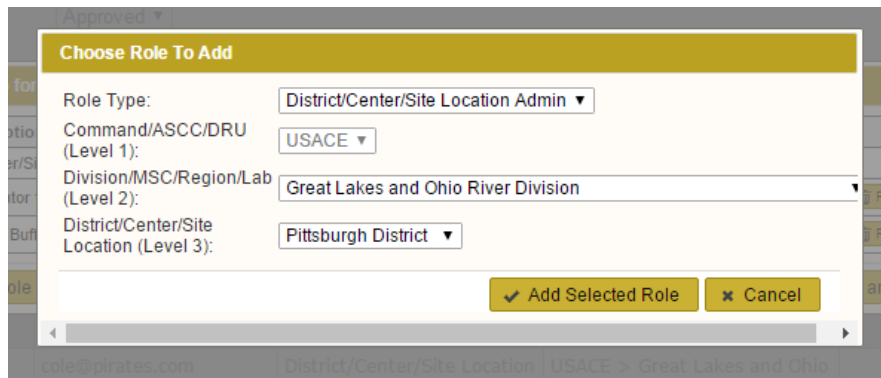 Approved ▼
Choose Role To Add
for
Role Type: District/Center/Site Location Admin ▼
Command/ASCC/DRU
(Level 1): USACE ▼
Division/MSC/Region/Lab
(Level 2): Great Lakes and Ohio River Division
District/Center/Site
Location (Level 3): Pittsburgh District ▼
Buff
✔ Add Selected Role ✖ Cancel
cole@pirates.com District/Center/Site Location USACE > Great Lakes and Ohio